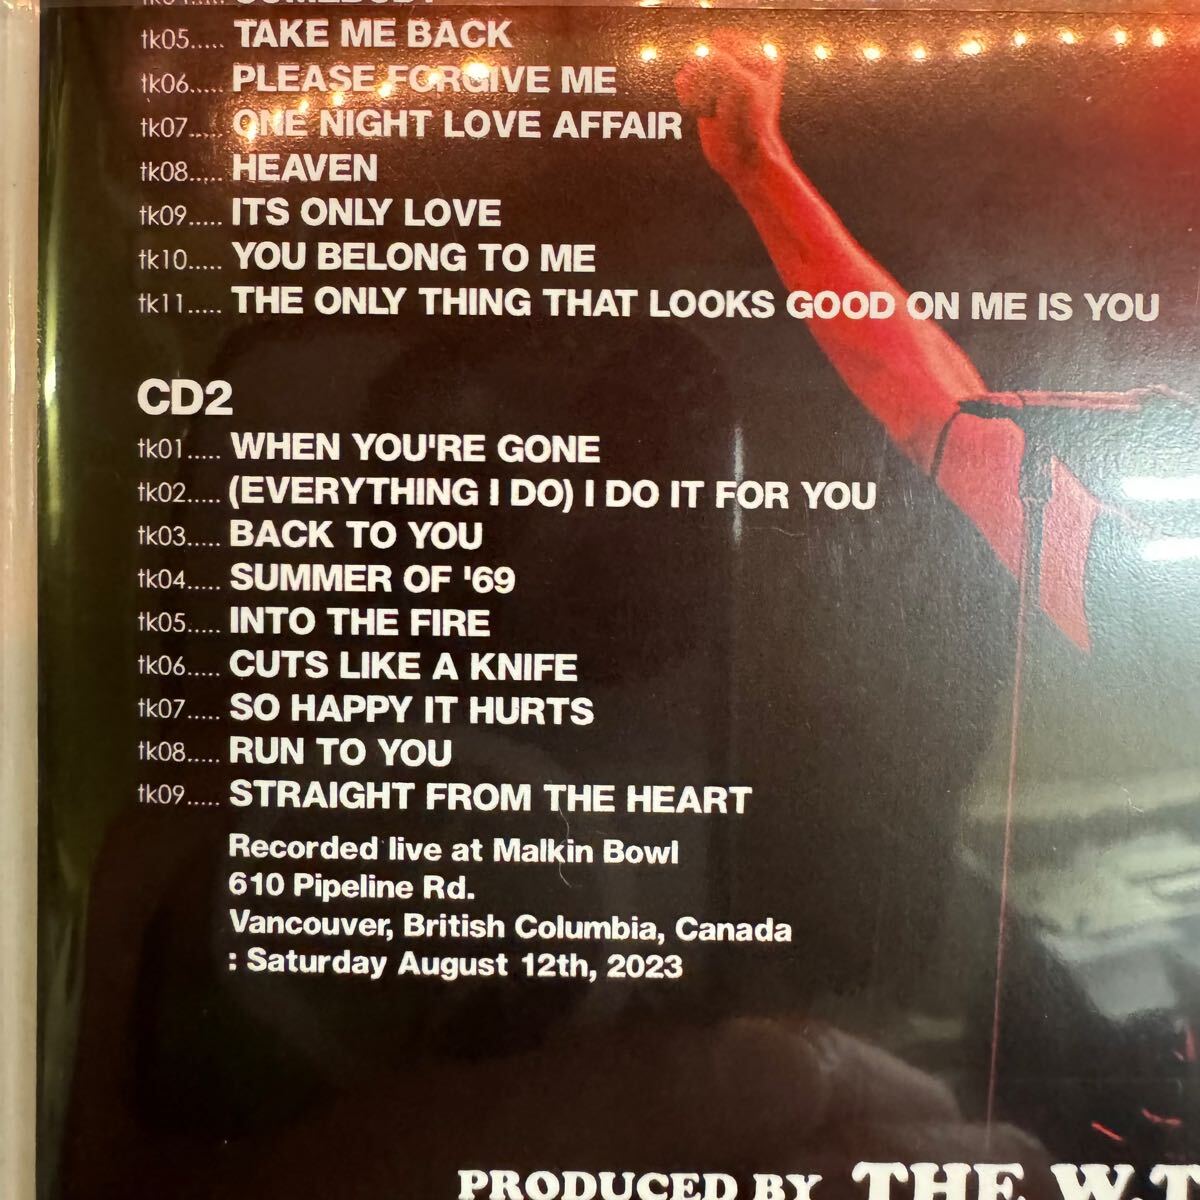 tk04..... SOMEBODY
tk05..... TAKE ME BACK
tk06..... PLEASE FORGIVE ME
tk07..... ONE NIGHT LOVE AFFAIR
tk08..... HEAVEN
tk09..... ITS ONLY LOVE
tk10..... YOU BELONG TO ME
tk11..... THE ONLY THING THAT LOOKS GOOD ON ME IS YOU
CD2
tk01..... WHEN YOU'RE GONE
tk02..... (EVERYTHING I DO) I DO IT FOR YOU
tk03..... BACK TO YOU
tk04..... SUMMER OF '69
tk05..... INTO THE FIRE
tk06..... CUTS LIKE A KNIFE
tk07..... SO HAPPY IT HURTS
tk08..... RUN TO YOU
tk09..... STRAIGHT FROM THE HEART
Recorded live at Malkin Bowl
610 Pipeline Rd.
Vancouver, British Columbia, Canada
: Saturday August 12th, 2023
PRODUCED BY THE W.T